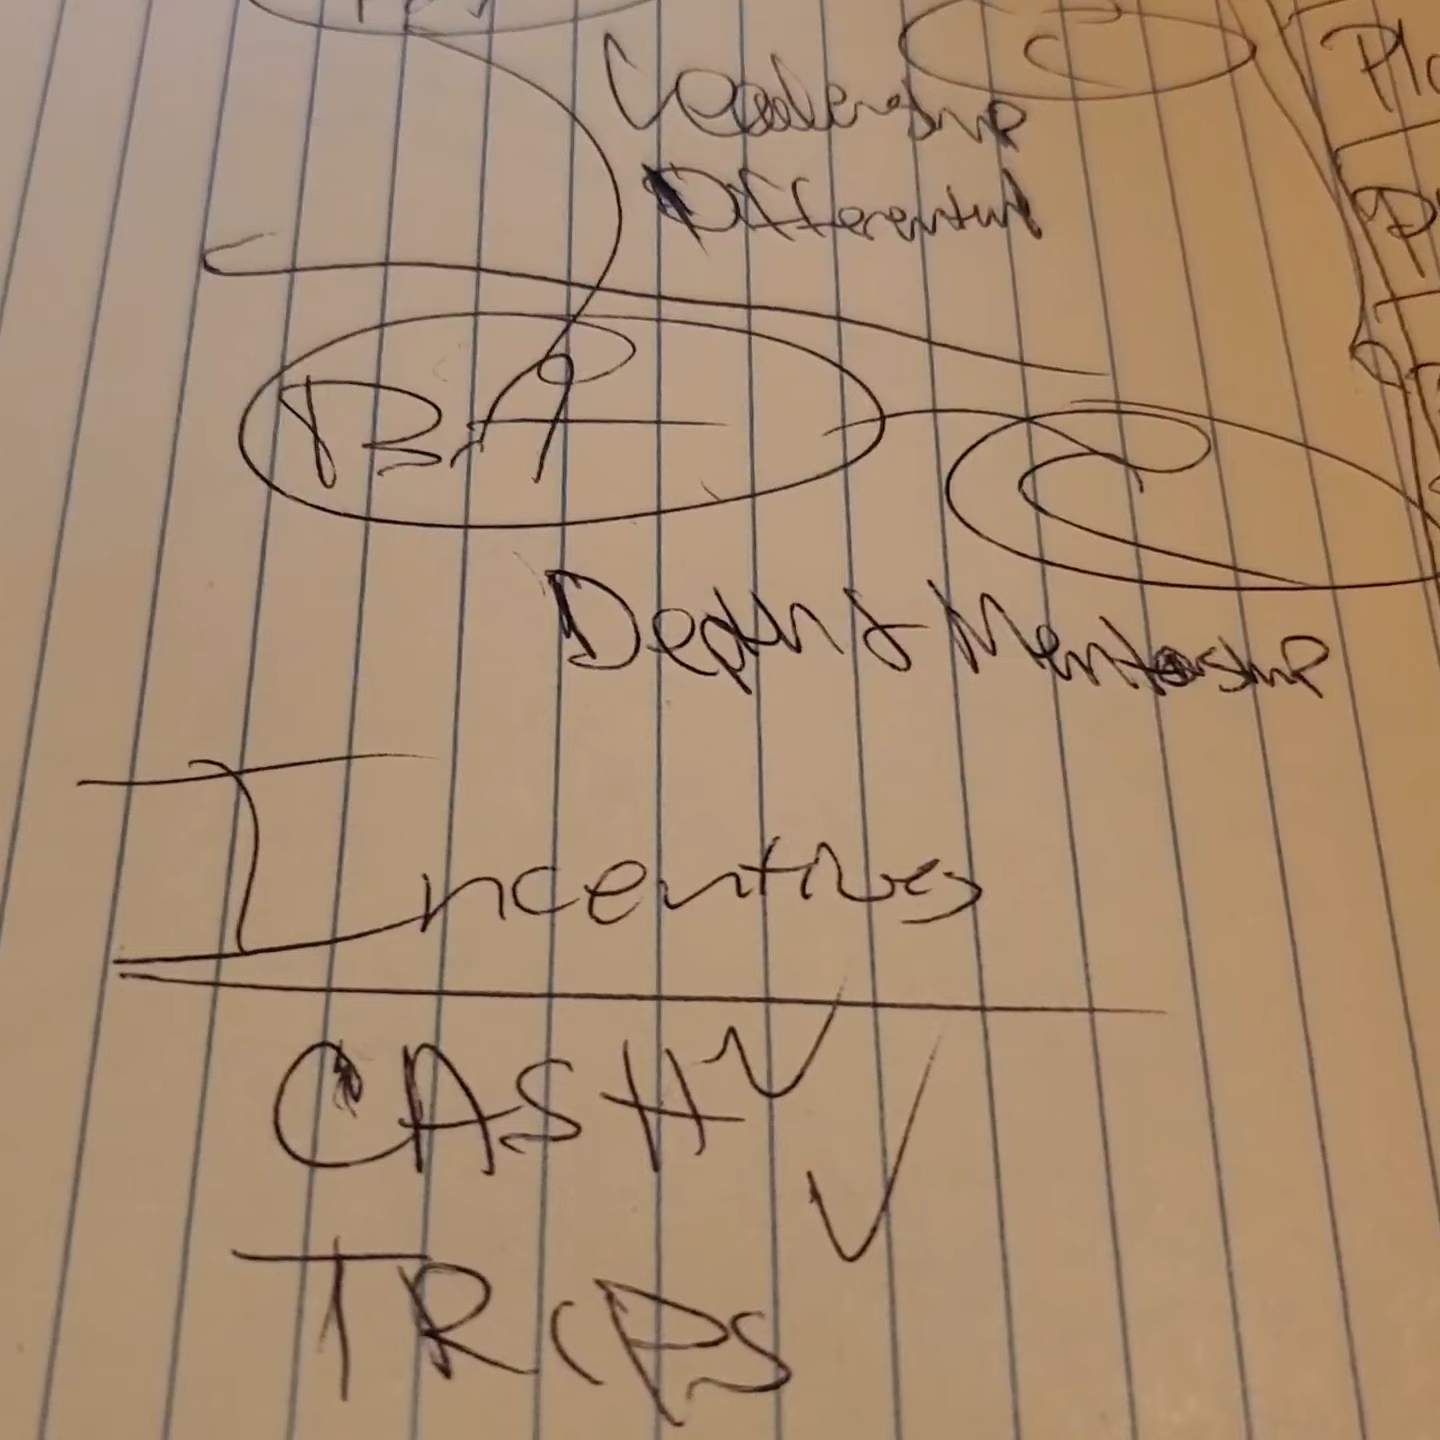 C
Leadership
Differential
BA
C
Depth & Mentorship
Incentives
CASH
TRiPS